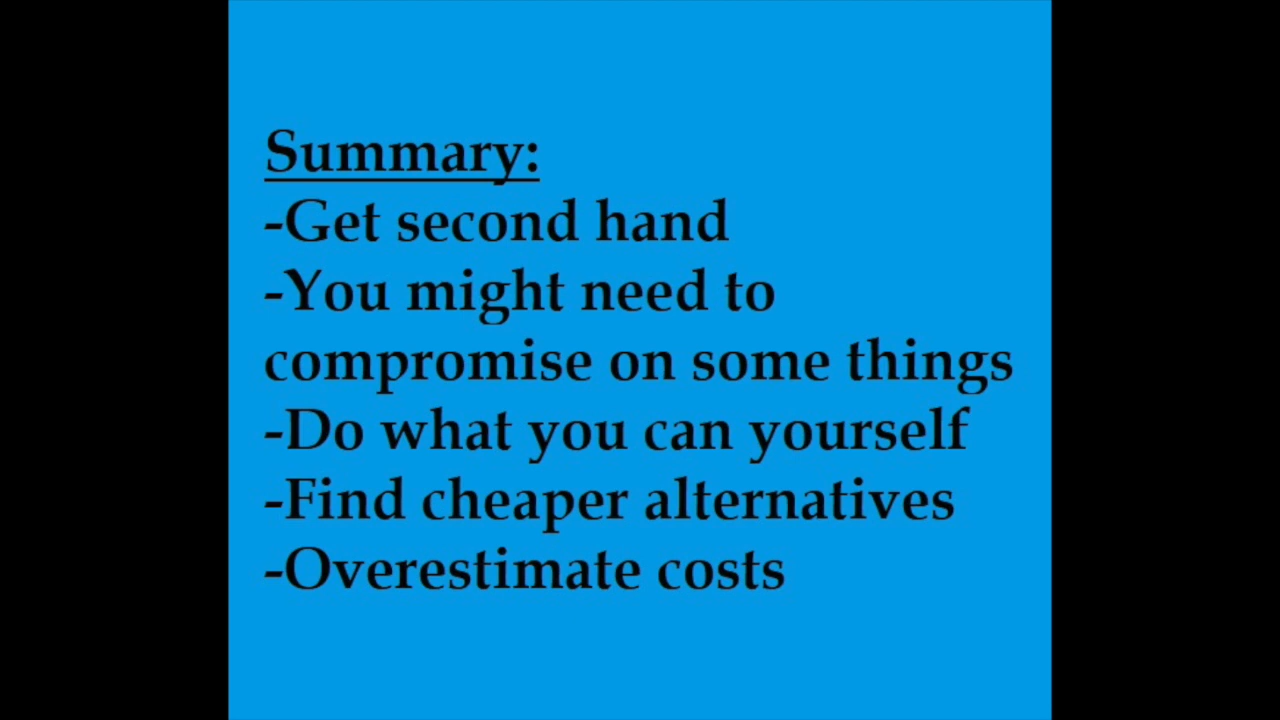 Summary:
-Get second hand
-You might need to
compromise on some things
-Do what you can yourself
-Find cheaper alternatives
-Overestimate costs